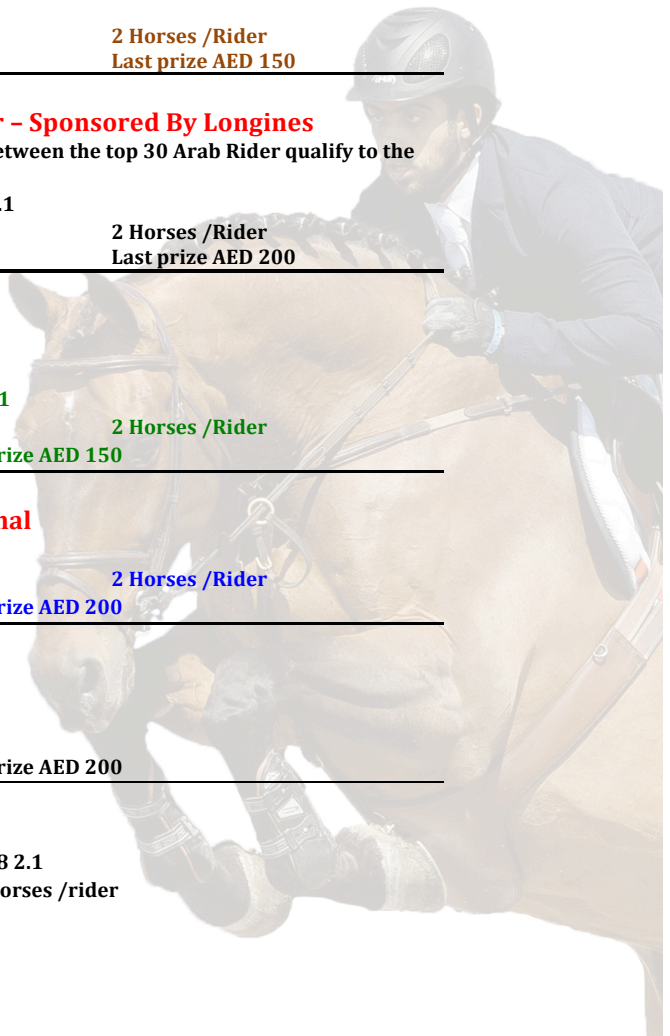 2 Horses /Rider
Last prize AED 150
r – Sponsored By Longines
etween the top 30 Arab Rider qualify to the
.1
2 Horses /Rider
Last prize AED 200
1
2 Horses /Rider
rize AED 150
nal
2 Horses /Rider
rize AED 200
rize AED 200
8 2.1
orses /rider